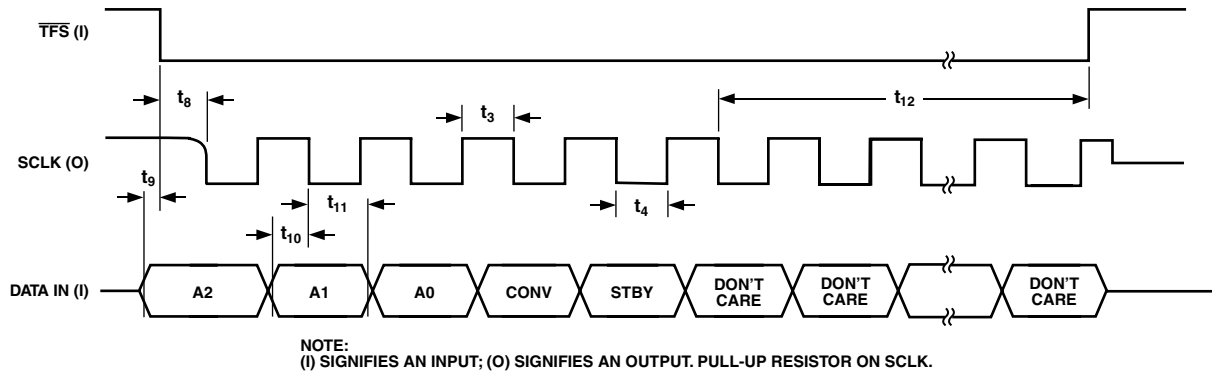 TFS (I)
t8
t3
t12
SCLK (O)
t9
t11
t10
t4
DATA IN (I)
A2
A1
A0
CONV
STBY
DON'T
CARE
DON'T
CARE
DON'T
CARE
NOTE:
(I) SIGNIFIES AN INPUT; (O) SIGNIFIES AN OUTPUT. PULL-UP RESISTOR ON SCLK.